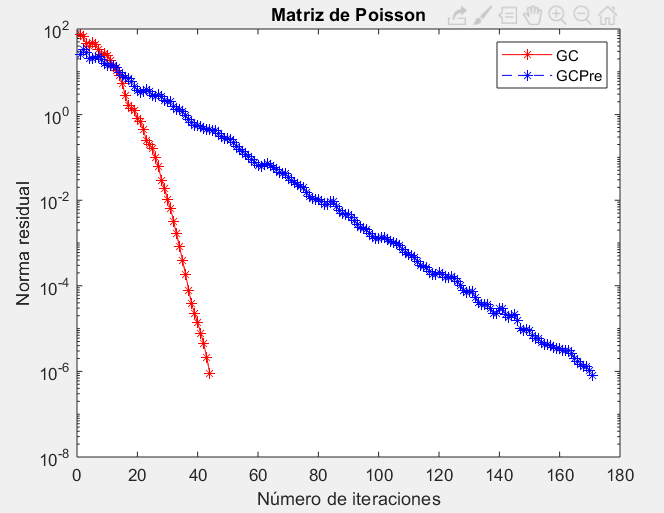 Matriz de Poisson
GC
GCPre
10^2
10^0
10^-2
10^-4
10^-6
10^-8
Norma residual
0 20 40 60 80 100 120 140 160 180
Número de iteraciones